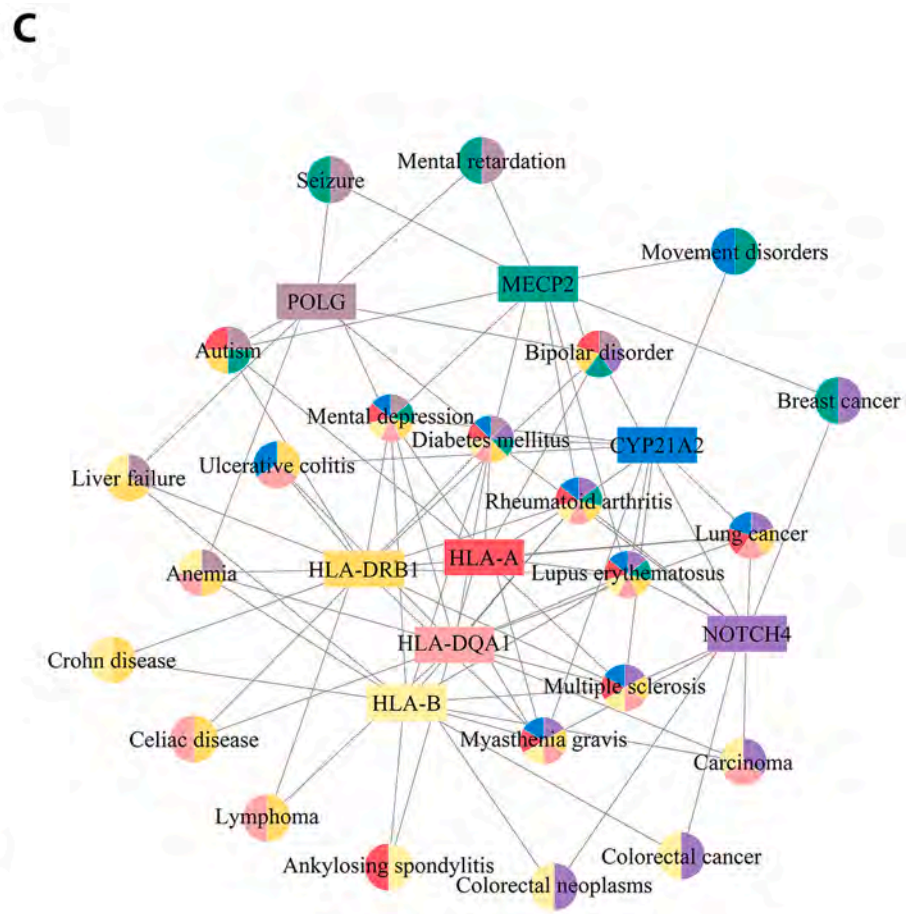 C
Mental retardation
Seizure
Movement disorders
MECP2
POLG
Autism
Bipolar disorder
Breast cancer
Mental depression
Diabetes mellitus
CYP21A2
Ulcerative colitis
Liver failure
Rheumatoid arthritis
Lung cancer
HLA-A
HLA-DRB1
Lupus erythematosus
Anemia
NOTCH4
HLA-DQA1
Crohn disease
Multiple sclerosis
HLA-B
Celiac disease
Myasthenia gravis
Carcinoma
Lymphoma
Colorectal cancer
Ankylosing spondylitis
Colorectal neoplasms